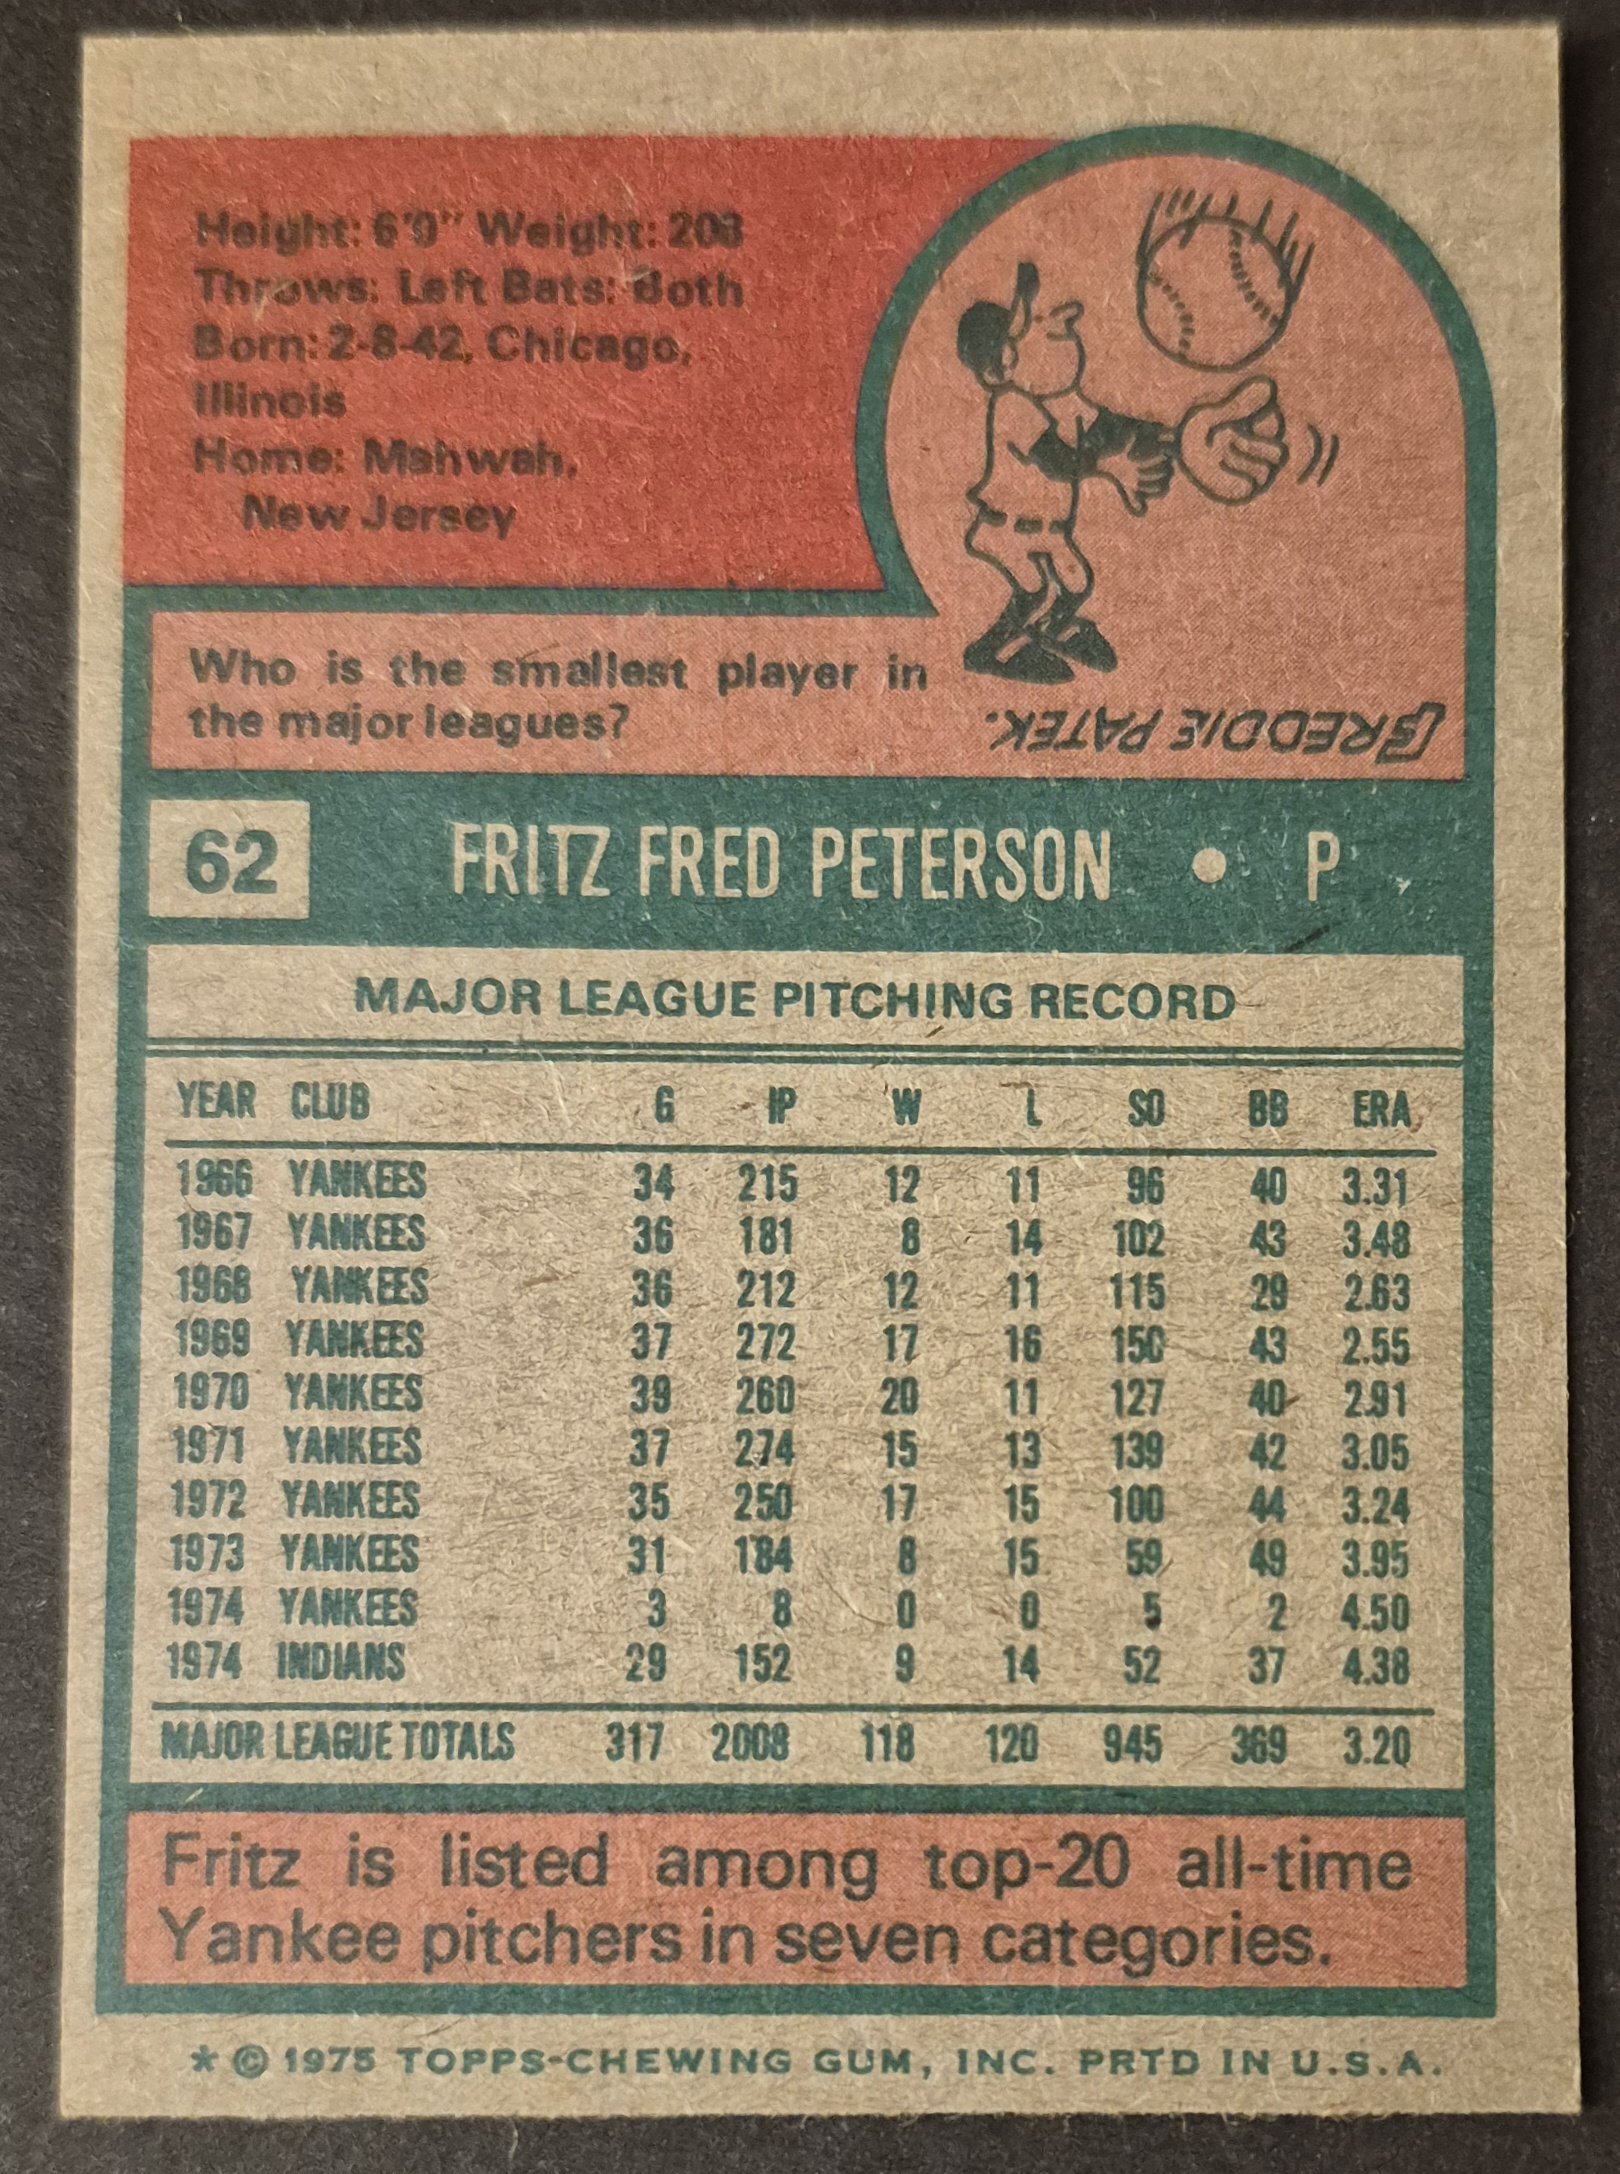 Height: 6'0" Weight: 208
Throws: Left Bats: Both
Born: 2-8-42, Chicago,
Illinois
Home: Mahwah,
New Jersey
Who is the smallest player in
the major leagues?
FREDDIE PATEK.
62 FRITZ FRED PETERSON • P
MAJOR LEAGUE PITCHING RECORD
YEAR CLUB G IP W L SO BB ERA
1966 YANKEES 34 215 12 11 96 40 3.31
1967 YANKEES 36 181 8 14 102 43 3.48
1968 YANKEES 36 212 12 11 115 29 2.63
1969 YANKEES 37 272 17 16 150 43 2.55
1970 YANKEES 39 260 20 11 127 40 2.91
1971 YANKEES 37 274 15 13 139 42 3.05
1972 YANKEES 35 250 17 15 100 44 3.24
1973 YANKEES 31 184 8 15 59 49 3.95
1974 YANKEES 3 8 0 0 5 2 4.50
1974 INDIANS 29 152 9 14 52 37 4.38
MAJOR LEAGUE TOTALS 317 2008 118 120 945 369 3.20
Fritz is listed among top-20 all-time
Yankee pitchers in seven categories.
* © 1975 TOPPS-CHEWING GUM, INC. PRTD IN U.S.A.